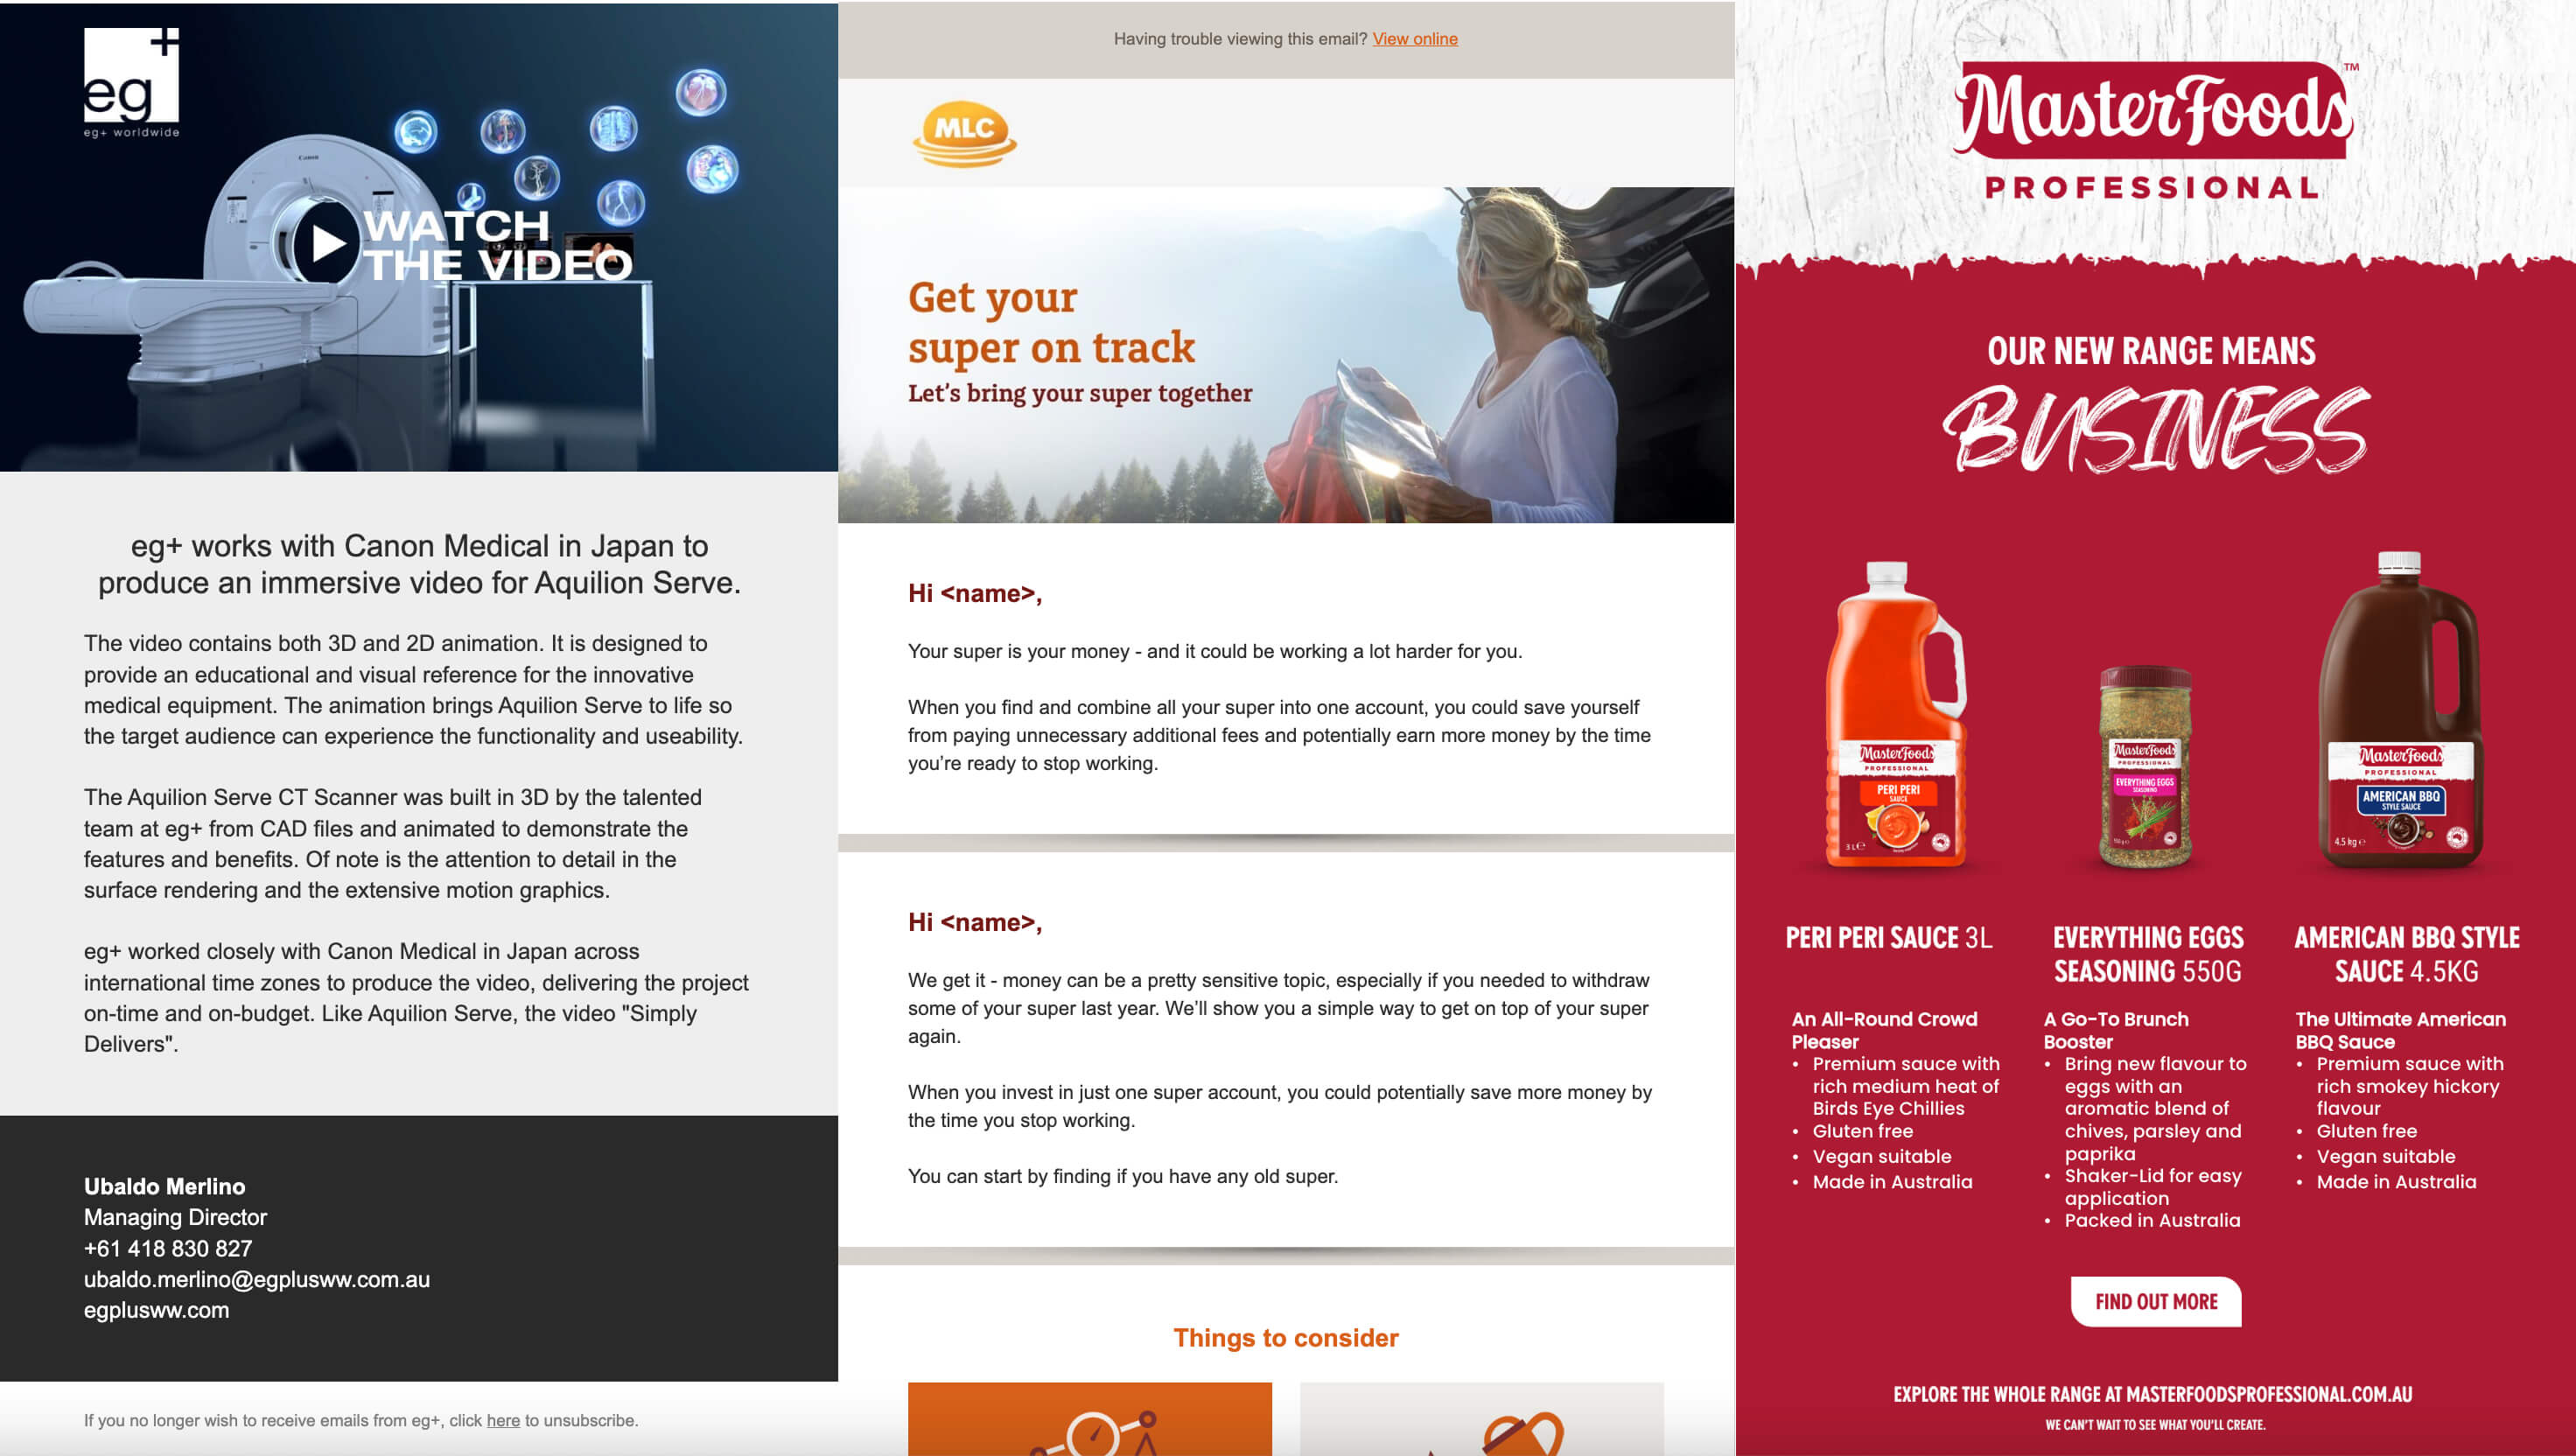 eg+
eg+ worldwide
Canon
WATCH
THE VIDEO
eg+ works with Canon Medical in Japan to
produce an immersive video for Aquilion Serve.
The video contains both 3D and 2D animation. It is designed to
provide an educational and visual reference for the innovative
medical equipment. The animation brings Aquilion Serve to life so
the target audience can experience the functionality and useability.
The Aquilion Serve CT Scanner was built in 3D by the talented
team at eg+ from CAD files and animated to demonstrate the
features and benefits. Of note is the attention to detail in the
surface rendering and the extensive motion graphics.
eg+ worked closely with Canon Medical in Japan across
international time zones to produce the video, delivering the project
on-time and on-budget. Like Aquilion Serve, the video "Simply
Delivers".
Ubaldo Merlino
Managing Director
+61 418 830 827
ubaldo.merlino@egplusww.com.au
egplusww.com
If you no longer wish to receive emails from eg+, click here to unsubscribe.
Having trouble viewing this email? View online
MLC
Get your
super on track
Let's bring your super together
Hi <name>,
Your super is your money - and it could be working a lot harder for you.
When you find and combine all your super into one account, you could save yourself
from paying unnecessary additional fees and potentially earn more money by the time
you're ready to stop working.
Hi <name>,
We get it - money can be a pretty sensitive topic, especially if you needed to withdraw
some of your super last year. We'll show you a simple way to get on top of your super
again.
When you invest in just one super account, you could potentially save more money by
the time you stop working.
You can start by finding if you have any old super.
Things to consider
MasterFoods™
PROFESSIONAL
OUR NEW RANGE MEANS
BUSINESS
MasterFoods
PROFESSIONAL
PERI PERI
SAUCE
3 L e
MasterFoods
PROFESSIONAL
EVERYTHING EGGS
SEASONING
MasterFoods
PROFESSIONAL
AMERICAN BBQ
STYLE SAUCE
4.5 kg e
PERI PERI SAUCE 3L
An All-Round Crowd
Pleaser
• Premium sauce with
rich medium heat of
Birds Eye Chillies
• Gluten free
• Vegan suitable
• Made in Australia
EVERYTHING EGGS
SEASONING 550G
A Go-To Brunch
Booster
• Bring new flavour to
eggs with an
aromatic blend of
chives, parsley and
paprika
• Shaker-Lid for easy
application
• Packed in Australia
AMERICAN BBQ STYLE
SAUCE 4.5KG
The Ultimate American
BBQ Sauce
• Premium sauce with
rich smokey hickory
flavour
• Gluten free
• Vegan suitable
• Made in Australia
FIND OUT MORE
EXPLORE THE WHOLE RANGE AT MASTERFOODSPROFESSIONAL.COM.AU
WE CAN'T WAIT TO SEE WHAT YOU'LL CREATE.